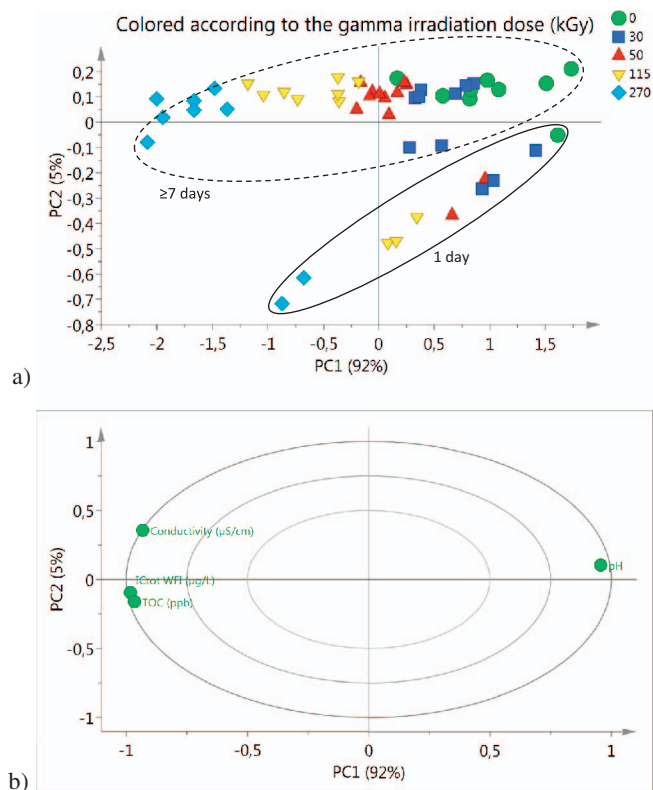 Colored according to the gamma irradiation dose (kGy)
0
30
50
115
270
0,2
0,1
0
-0,1
-0,2
-0,3
-0,4
-0,5
-0,6
-0,7
-0,8
PC2 (5%)
≥7 days
1 day
-2,5 -2 -1,5 -1 -0,5 0 0,5 1 1,5
PC1 (92%)
a)
1
0,5
0
-0,5
-1
PC2 (5%)
Conductivity (µS/cm)
ICtot WFI (µg/L)
TOC (ppb)
pH
-1 -0,5 0 0,5 1
PC1 (92%)
b)